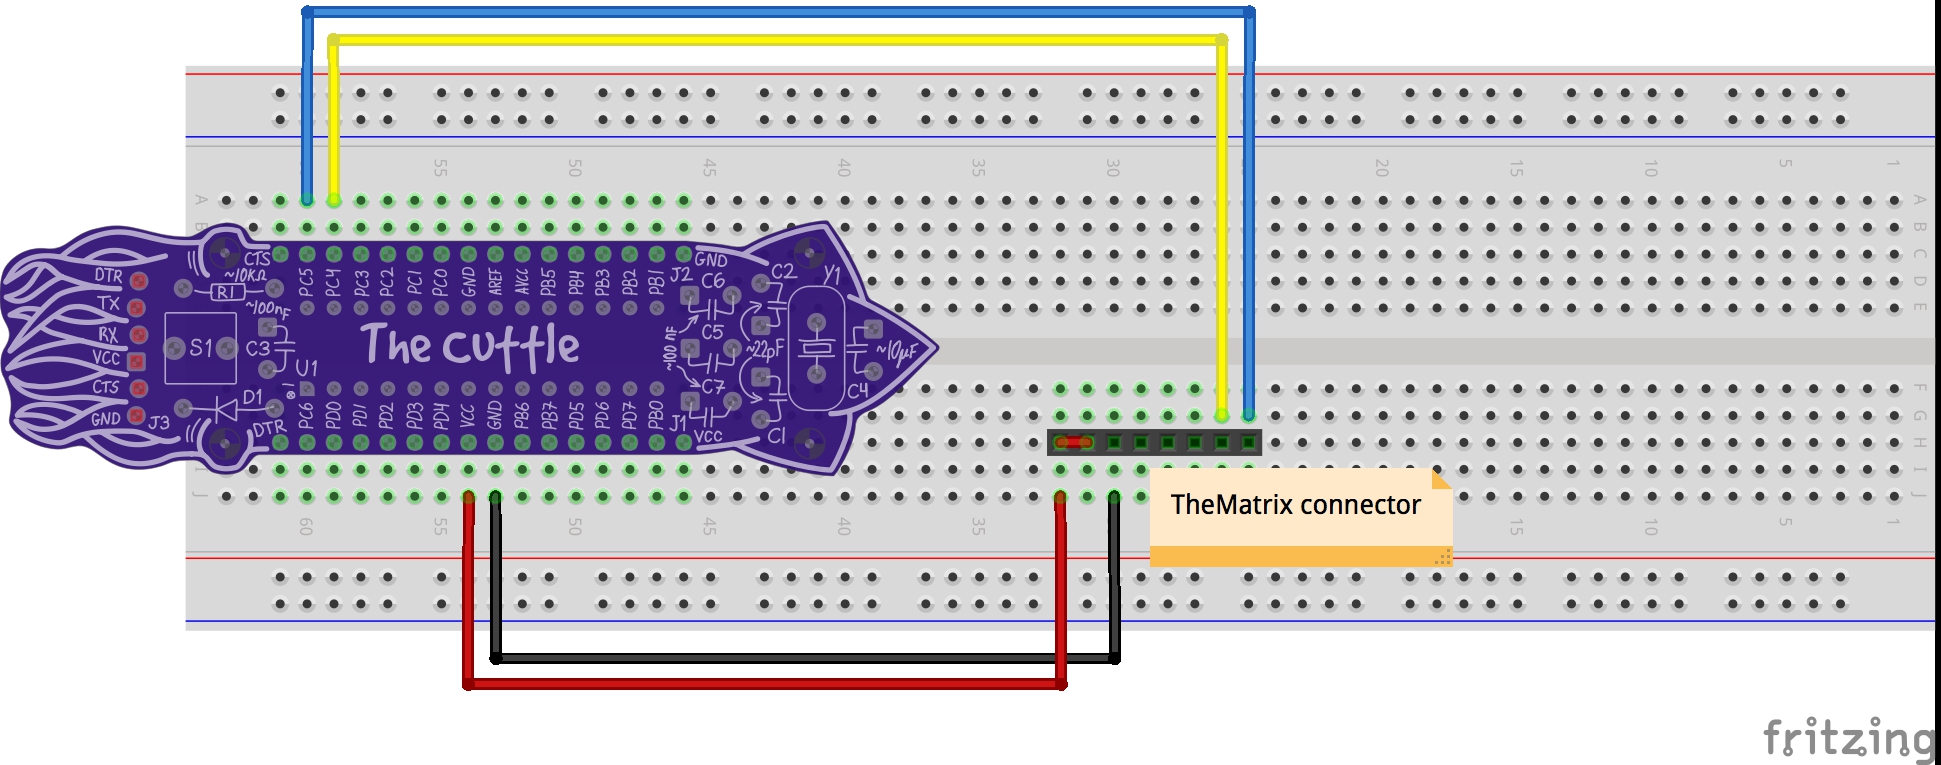 55 50 45 40 35 30 20 15 10 5 1
A A
B B
C
D
E
CTS GND
~10KΩ
R1
PC5 PC4 PC3 PC2 PC1 PC0 GND AREF AVCC PB5 PB4 PB3 PB2 PB1 J2
C6 C2 Y1
DTR
TX
RX
VCC
CTS
GND
J3
~100nF
S1 C3
U1
The cuttle
~100 nF
C5
~22pF
~10µF
C7
C4
D1
DTR
PC6 PD0 PD1 PD2 PD3 PD4 VCC GND PB6 PB7 PD5 PD6 PD7 PB0 J1
VCC
C1
F
G
H
I I
J J
TheMatrix connector
60 55 50 45 40 35 15 10 5 1
fritzing